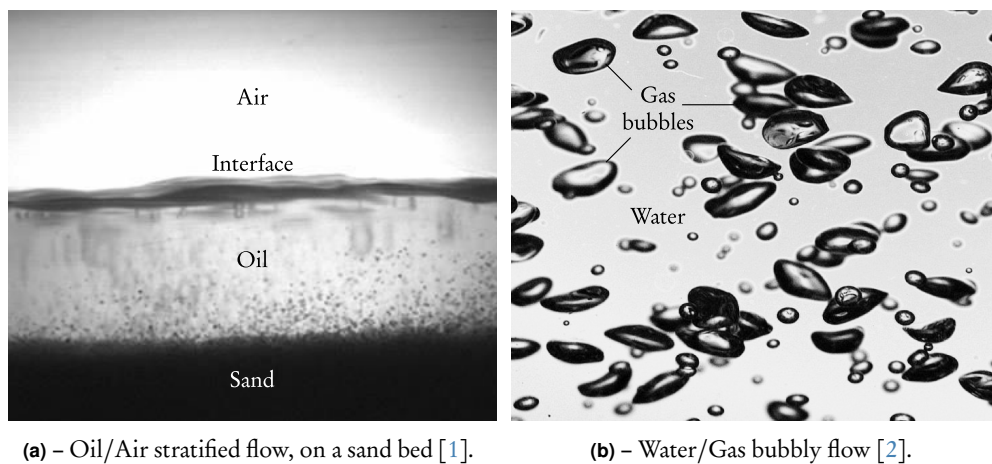 Air
Interface
Oil
Sand
(a) – Oil/Air stratified flow, on a sand bed [1].
Gas
bubbles
Water
(b) – Water/Gas bubbly flow [2].